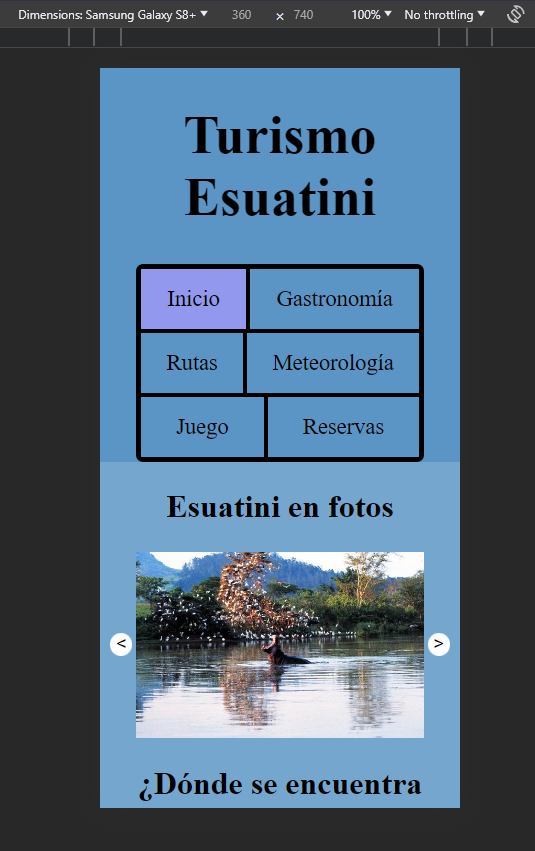 Dimensions: Samsung Galaxy S8+ 360 × 740 100% No throttling
Turismo
Esuatini
Inicio Gastronomía
Rutas Meteorología
Juego Reservas
Esuatini en fotos
< >
¿Dónde se encuentra